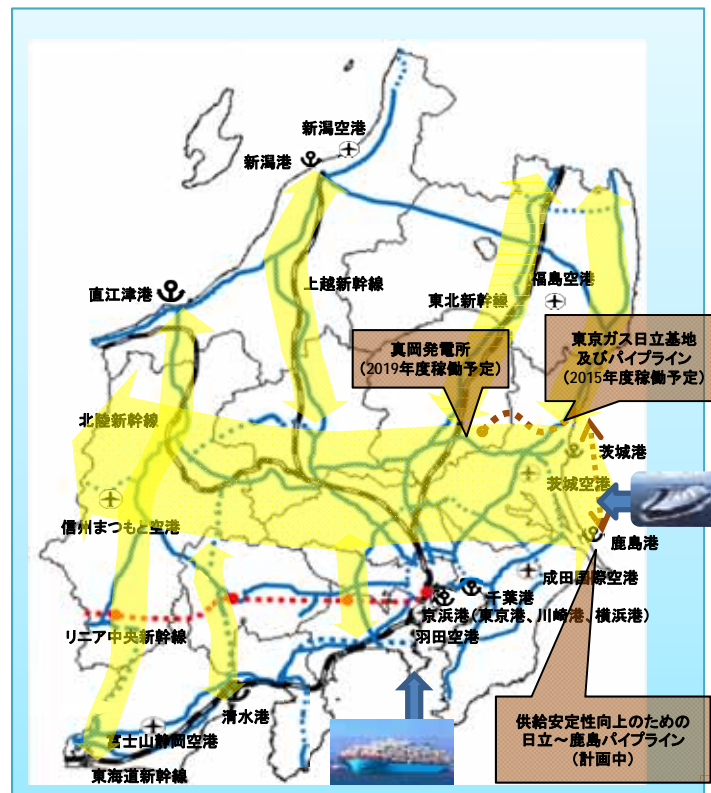 新潟空港
新潟港
直江津港
上越新幹線
東北新幹線
福島空港
真岡発電所
(2019年度稼働予定)
東京ガス日立基地
及びパイプライン
(2015年度稼働予定)
北陸新幹線
茨城港
茨城空港
信州まつもと空港
鹿島港
成田国際空港
千葉港
京浜港(東京港、川崎港、横浜港)
リニア中央新幹線
羽田空港
清水港
富士山静岡空港
東海道新幹線
供給安定性向上のための
日立～鹿島パイプライン
(計画中)